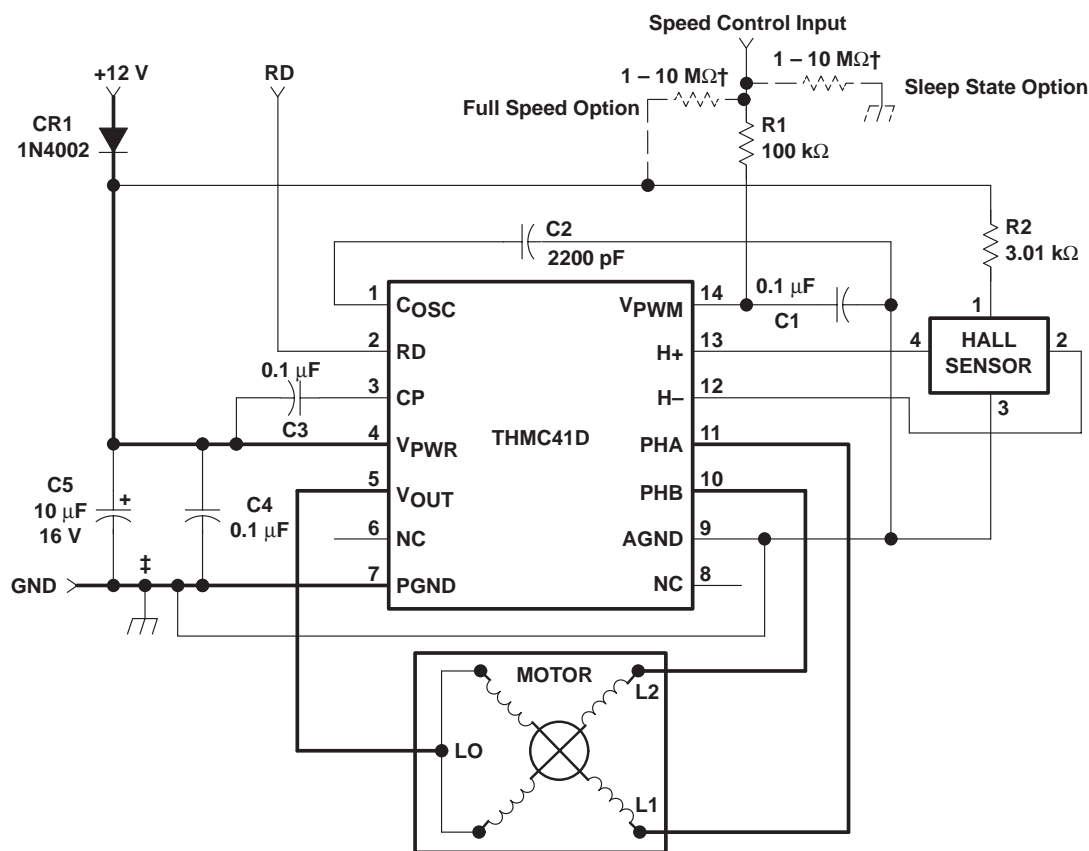 Speed Control Input
+12 V
RD
1 – 10 MΩ†
1 – 10 MΩ†
Full Speed Option
Sleep State Option
CR1
1N4002
R1
100 kΩ
C2
2200 pF
R2
3.01 kΩ
1
COSC
VPWM
14
0.1 μF
C1
1
2
RD
H+
13
4
HALL
SENSOR
2
0.1 μF
C3
3
CP
H–
12
3
4
VPWR
THMC41D
PHA
11
C5
10 μF
16 V
+
C4
0.1 μF
5
VOUT
PHB
10
6
NC
AGND
9
GND
‡
7
PGND
NC
8
MOTOR
L2
LO
L1